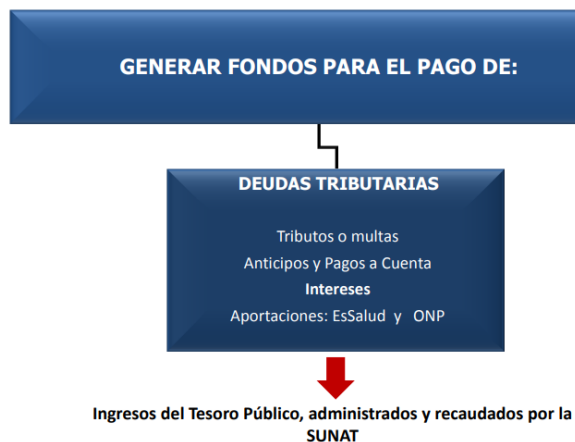 GENERAR FONDOS PARA EL PAGO DE:
DEUDAS TRIBUTARIAS
Tributos o multas
Anticipos y Pagos a Cuenta
Intereses
Aportaciones: EsSalud y ONP
Ingresos del Tesoro Público, administrados y recaudados por la
SUNAT